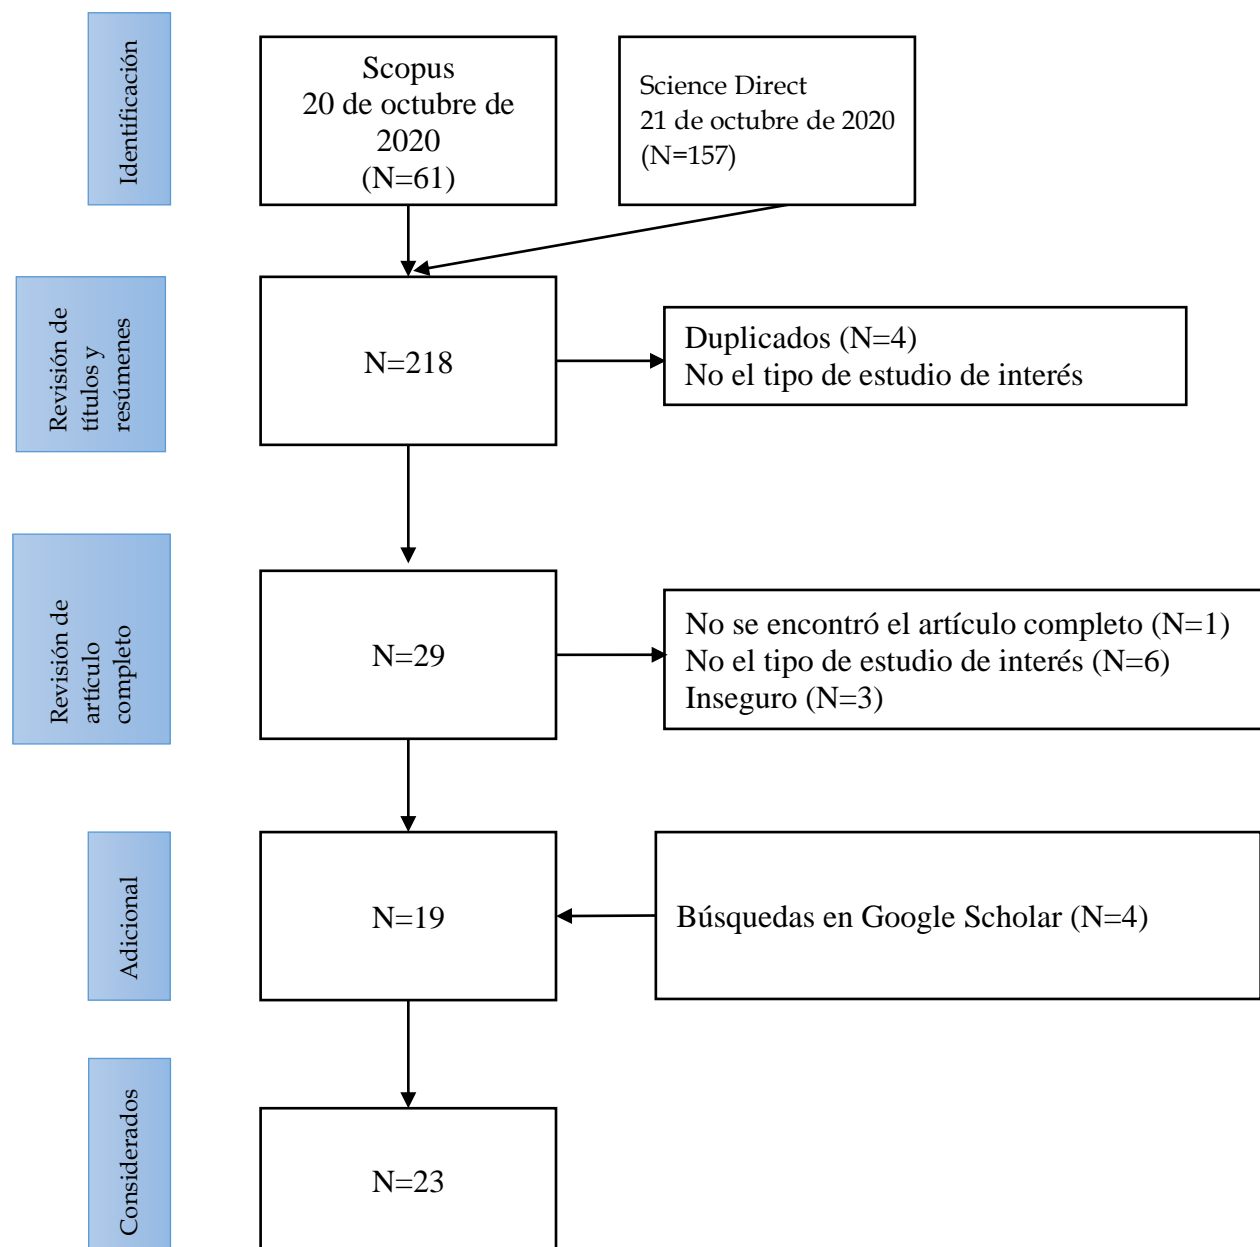 Identificación
Scopus
20 de octubre de
2020
(N=61)
Science Direct
21 de octubre de 2020
(N=157)
Revisión de
títulos y
resúmenes
N=218
Duplicados (N=4)
No el tipo de estudio de interés
Revisión de
artículo
completo
N=29
No se encontró el artículo completo (N=1)
No el tipo de estudio de interés (N=6)
Inseguro (N=3)
Adicional
N=19
Búsquedas en Google Scholar (N=4)
Considerados
N=23